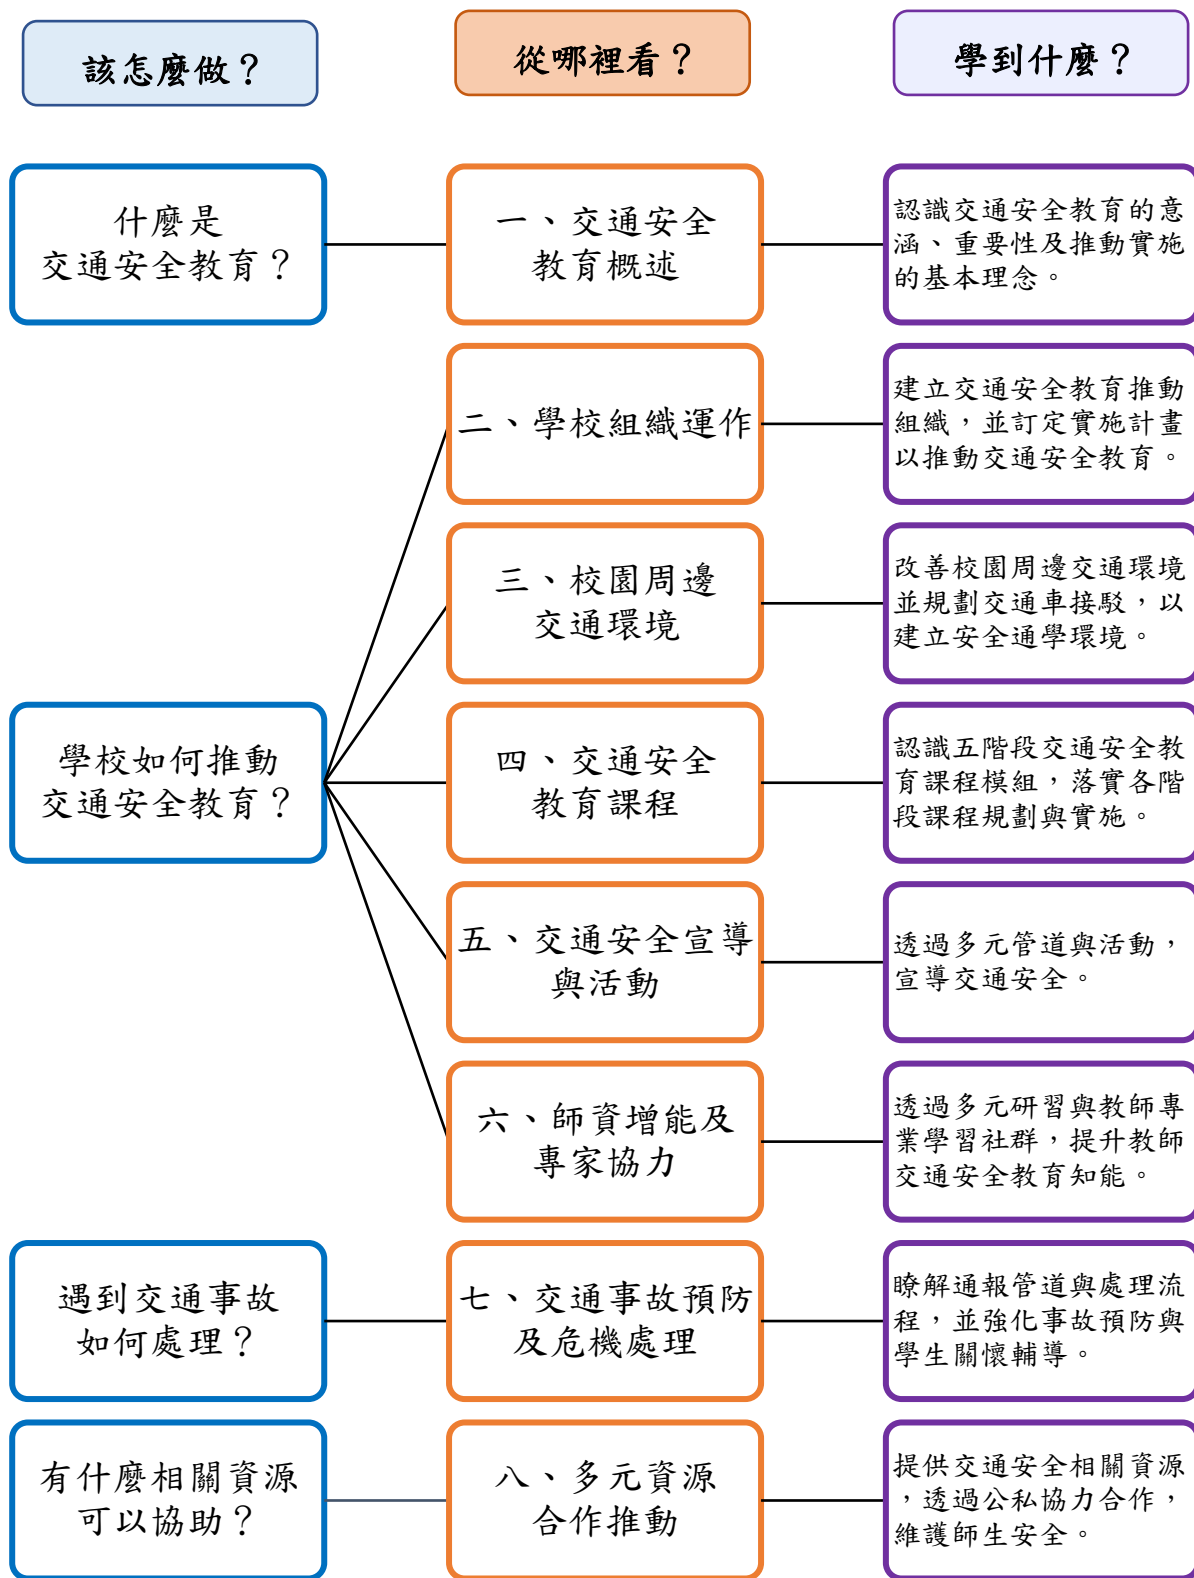 該怎麼做？
從哪裡看？
學到什麼？
什麼是
交通安全教育？
一、交通安全
教育概述
認識交通安全教育的意
涵、重要性及推動實施
的基本理念。
二、學校組織運作
建立交通安全教育推動
組織，並訂定實施計畫
以推動交通安全教育。
三、校園周邊
交通環境
改善校園周邊交通環境
並規劃交通車接駁，以
建立安全通學環境。
學校如何推動
交通安全教育？
四、交通安全
教育課程
認識五階段交通安全教
育課程模組，落實各階
段課程規劃與實施。
五、交通安全宣導
與活動
透過多元管道與活動，
宣導交通安全。
六、師資增能及
專家協力
透過多元研習與教師專
業學習社群，提升教師
交通安全教育知能。
遇到交通事故
如何處理？
七、交通事故預防
及危機處理
瞭解通報管道與處理流
程，並強化事故預防與
學生關懷輔導。
有什麼相關資源
可以協助？
八、多元資源
合作推動
提供交通安全相關資源
，透過公私協力合作，
維護師生安全。